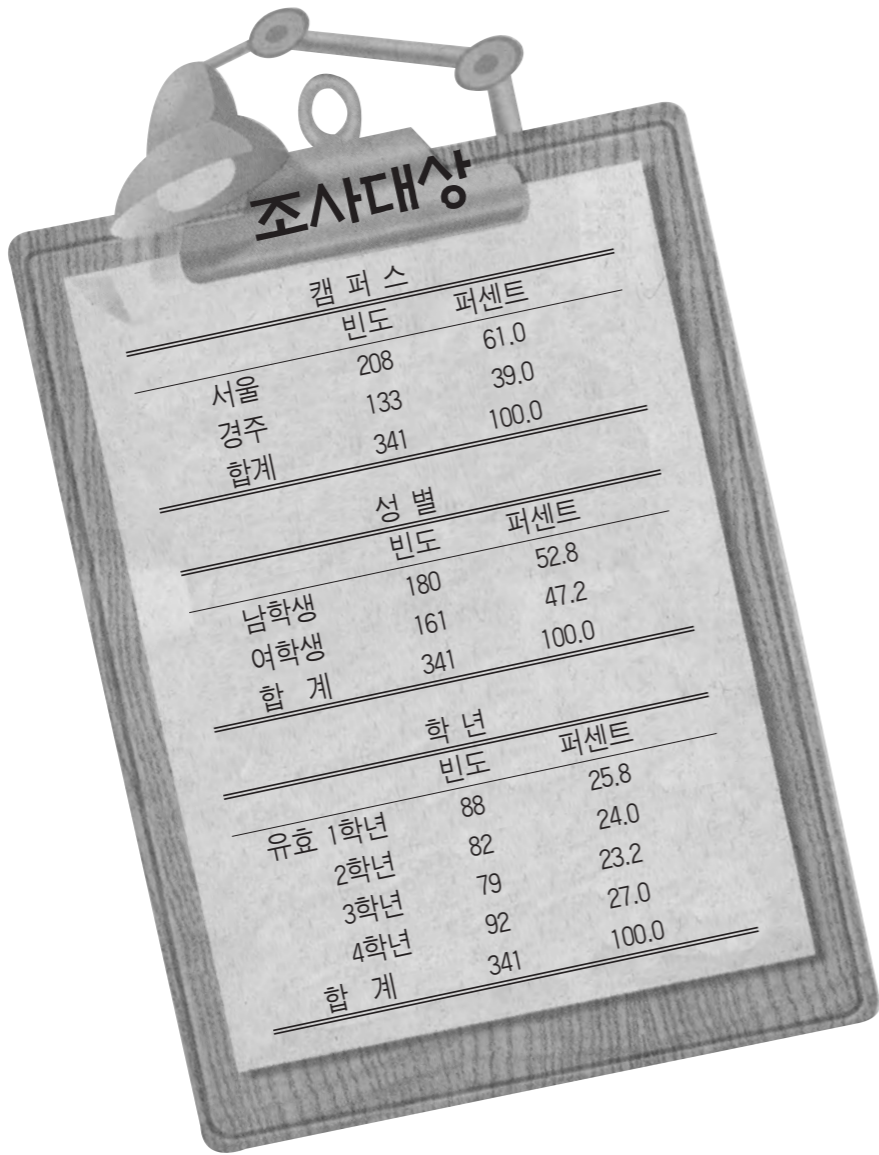 조사대상
캠 퍼 스
빈도 퍼센트
서울 208 61.0
경주 133 39.0
합계 341 100.0
성 별
빈도 퍼센트
남학생 180 52.8
여학생 161 47.2
합 계 341 100.0
학 년
빈도 퍼센트
유효 1학년 88 25.8
2학년 82 24.0
3학년 79 23.2
4학년 92 27.0
합 계 341 100.0